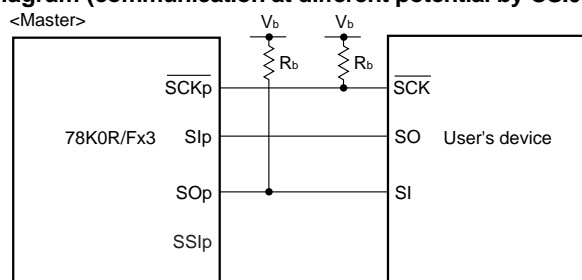 agram (communication at different potential by CSI
<Master>
Vb Vb
Rb Rb
SCKp SCK
78K0R/Fx3 SIp SO User's device
SOp SI
SSIp